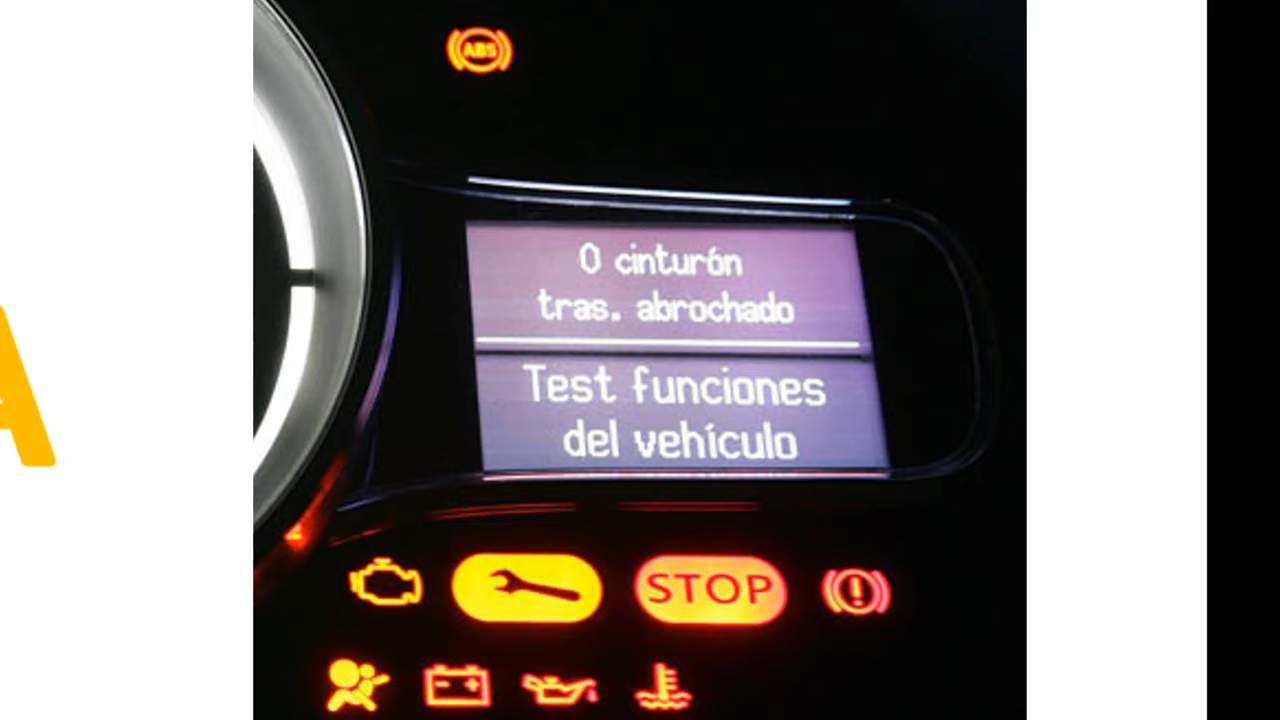 A
ABS
0 cinturón
tras. abrochado
Test funciones
del vehículo
STOP